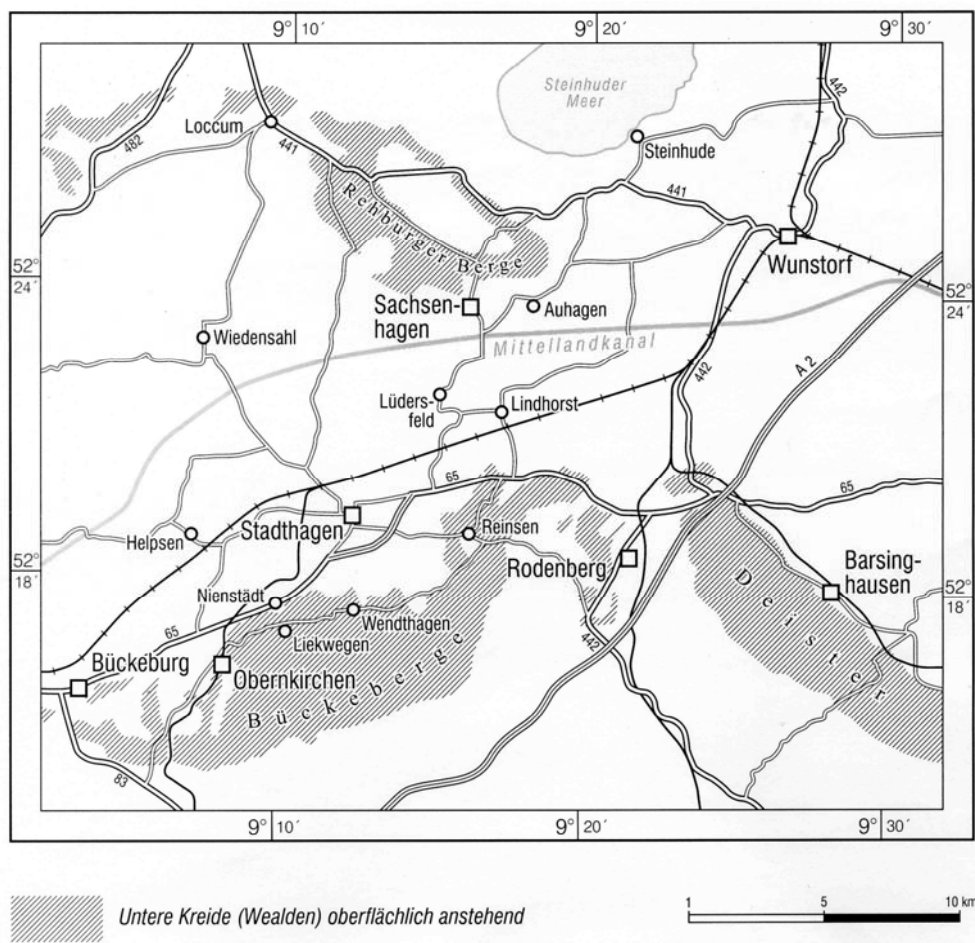 9° 10´ 9° 20´ 9° 30´
Steinhuder
Meer
442
Loccum
482
441
Steinhude
441
Rehburger Berge
Wunstorf
52°
24´
52°
24´
Sachsen-
hagen
Auhagen
Wiedensahl
Mittellandkanal
A 2
442
Lüders-
feld
Lindhorst
65
65
Stadthagen
Reinsen
Helpsen
52°
18´
Rodenberg
Barsing-
hausen
52°
18´
Deister
Nienstädt
Wendthagen
65
Liekwegen
442
Bückeburg
Obernkirchen
Bückeberge
83
9° 10´ 9° 20´ 9° 30´
Untere Kreide (Wealden) oberflächlich anstehend
1 5 10 km